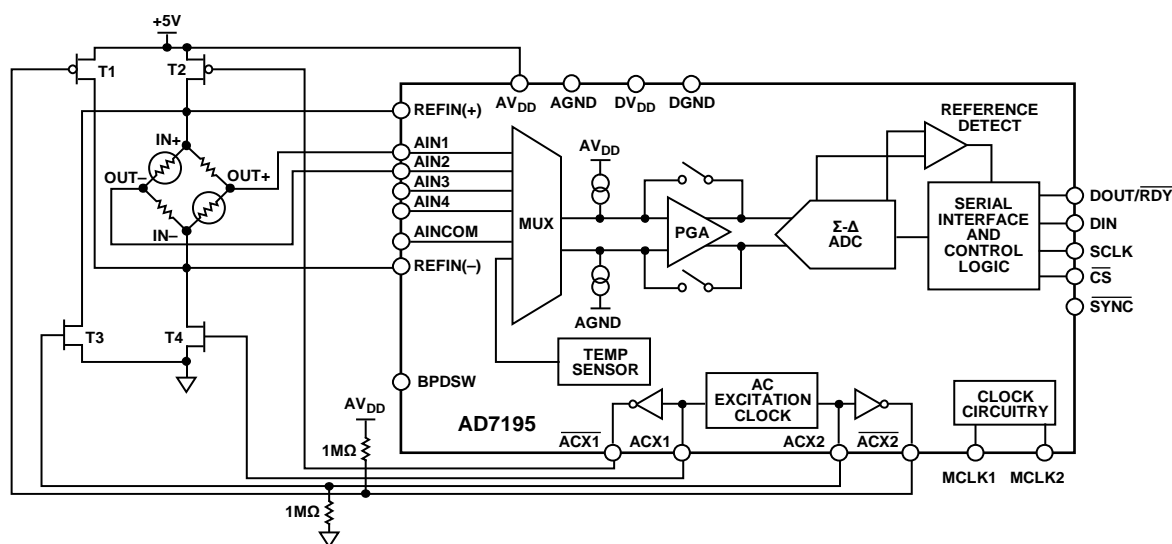 +5V
T1
T2
AVDD
AGND
DVDD
DGND
REFIN(+)
REFERENCE
DETECT
IN+
AIN1
AVDD
OUT–
OUT+
AIN2
AIN3
AIN4
AINCOM
MUX
PGA
Σ-Δ
ADC
SERIAL
INTERFACE
AND
CONTROL
LOGIC
DOUT/RDY
DIN
SCLK
CS
SYNC
IN–
REFIN(–)
AGND
T3
T4
TEMP
SENSOR
BPDSW
AC
EXCITATION
CLOCK
CLOCK
CIRCUITRY
AVDD
AD7195
1MΩ
ACX1
ACX1
ACX2
ACX2
MCLK1
MCLK2
1MΩ